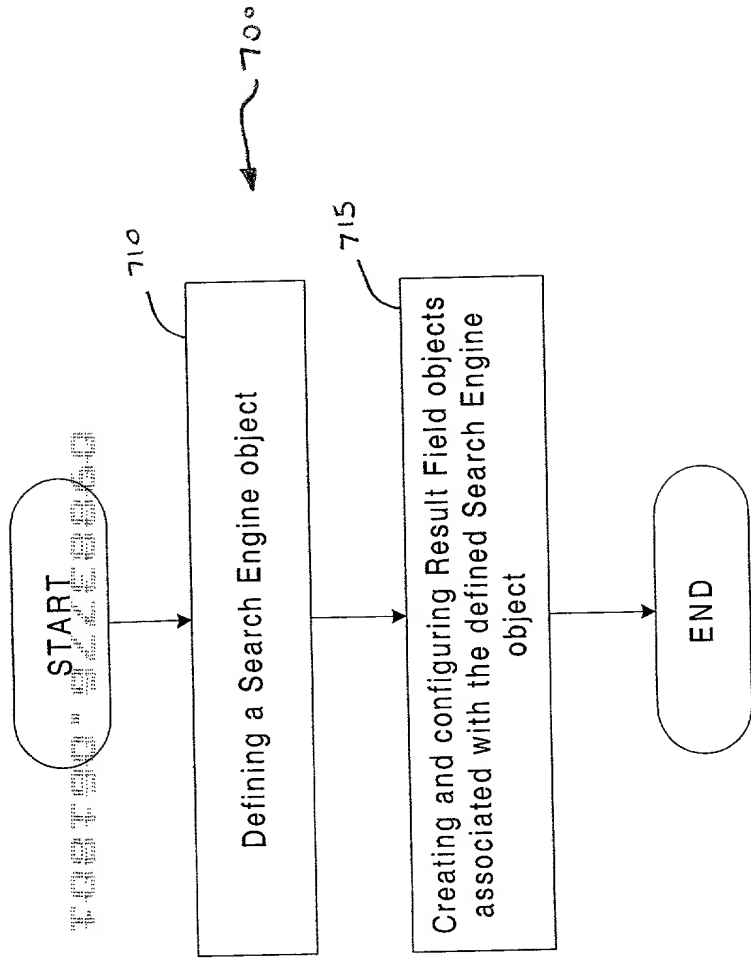 START
700
710
Defining a Search Engine object
715
Creating and configuring Result Field objects
associated with the defined Search Engine
object
END